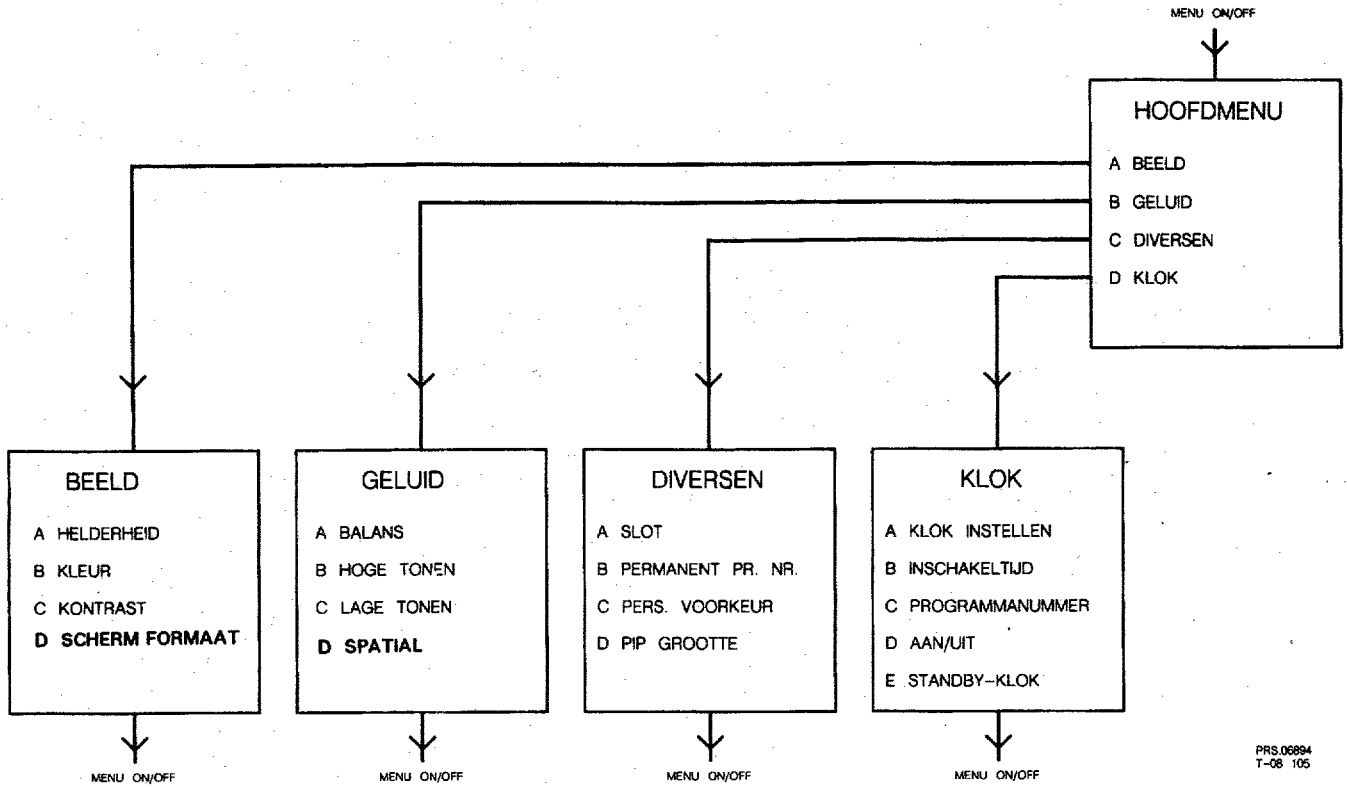 MENU ON/OFF
HOOFDMENU
A BEELD
B GELUID
C DIVERSEN
D KLOK
BEELD
A HELDERHEID
B KLEUR
C KONTRAST
D SCHERM FORMAAT
MENU ON/OFF
GELUID
A BALANS
B HOGE TONEN
C LAGE TONEN
D SPATIAL
MENU ON/OFF
DIVERSEN
A SLOT
B PERMANENT PR. NR.
C PERS. VOORKEUR
D PIP GROOTTE
MENU ON/OFF
KLOK
A KLOK INSTELLEN
B INSCHAKELTIJD
C PROGRAMMANUMMER
D AAN/UIT
E STANDBY-KLOK
MENU ON/OFF
PRS.06894
T-08 105